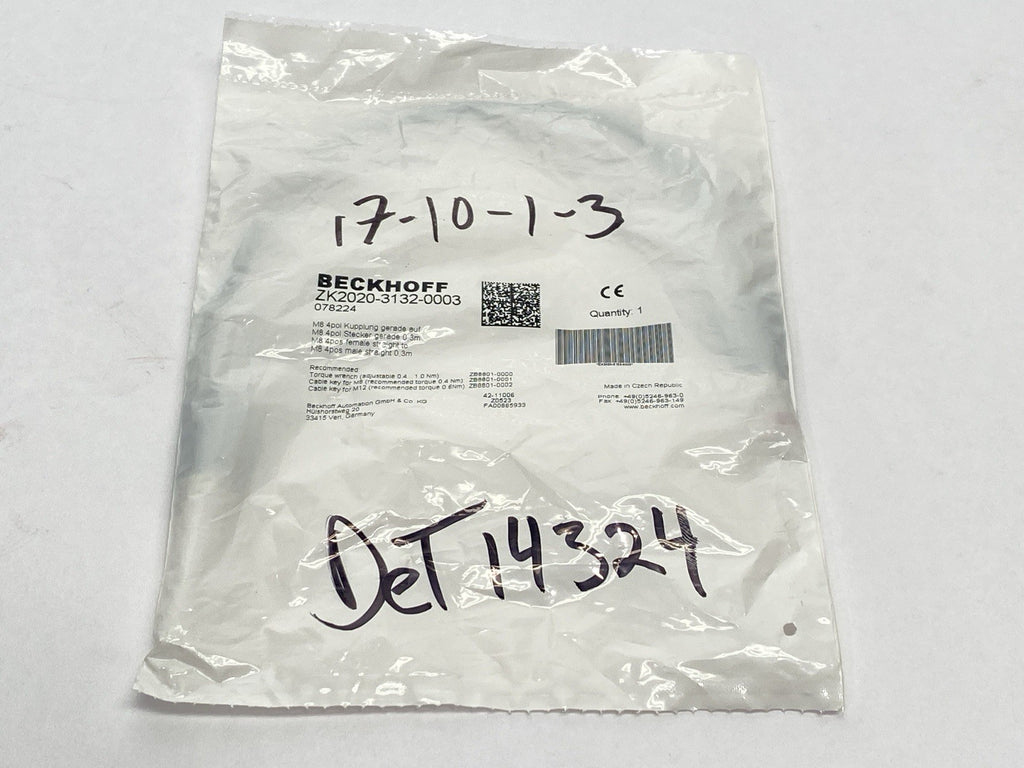 17-10-1-3
BECKHOFF
ZK2020-3132-0003
078224
M8 4pol Kupplung gerade auf
M8 4pol Stecker gerade 0,3m
M8 4pos female straight to
M8 4pos male straight 0,3m
CE
Quantity: 1
Recommended
Torque wrench (adjustable 0.4...1.0 Nm) ZB8801-0000
Cable key for M8 (recommended torque 0.4 Nm) ZB8801-0001
Cable key for M12 (recommended torque 0.6Nm) ZB8801-0002
Beckhoff Automation GmbH & Co. KG
Hülshorstweg 20
33415 Verl, Germany
42-11006
Z0523
Made in Czech Republic
Phone +49(0)5246-963-0
Fax +49(0)5246-963-149
www.beckhoff.com
DeT 14324